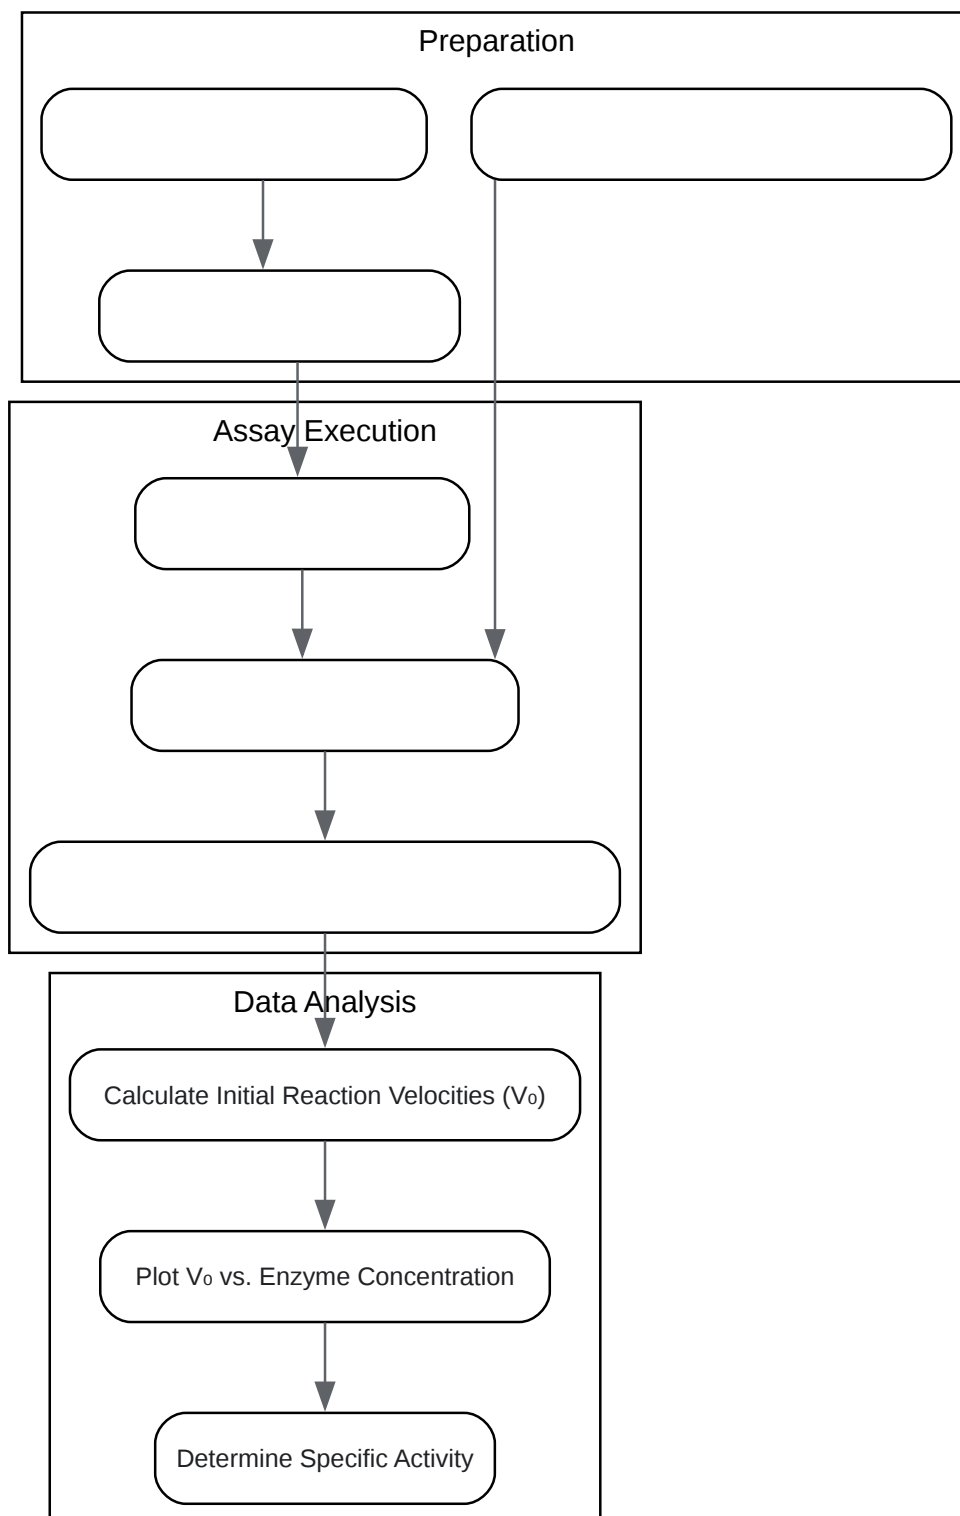 Preparation
Assay Execution
Data Analysis
Calculate Initial Reaction Velocities (V₀)
Plot V₀ vs. Enzyme Concentration
Determine Specific Activity